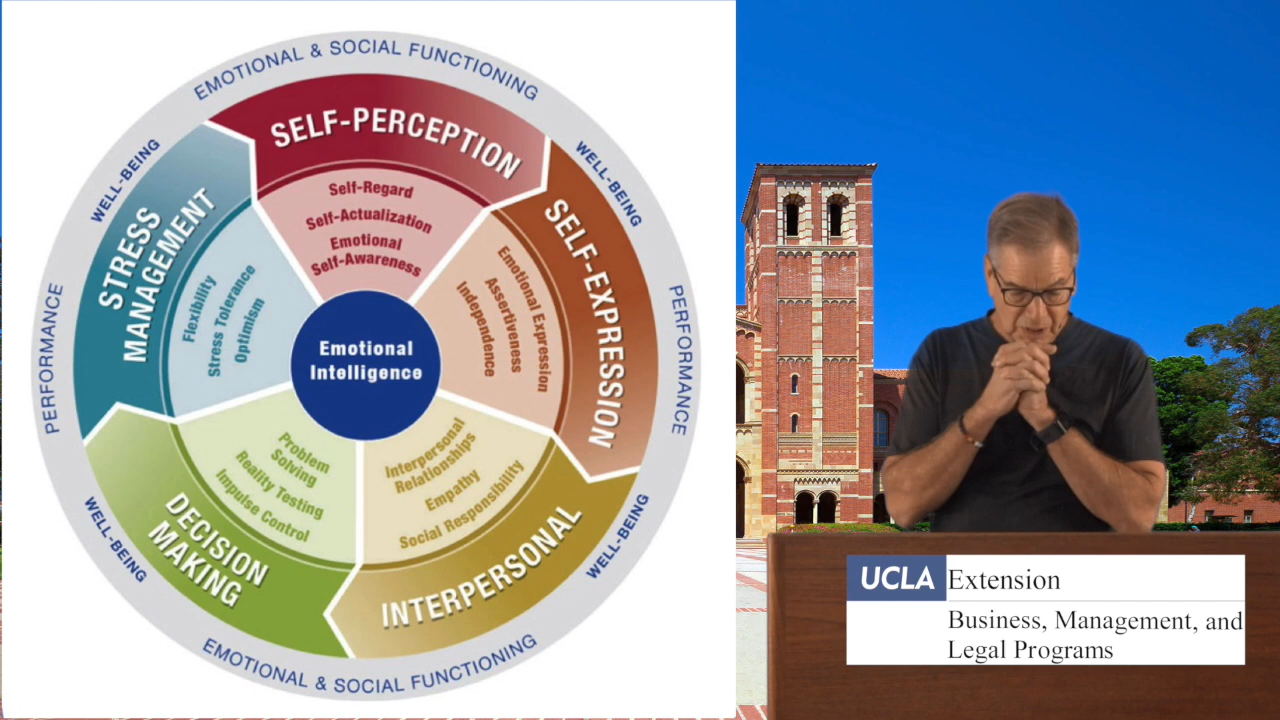 EMOTIONAL & SOCIAL FUNCTIONING
WELL-BEING
WELL-BEING
PERFORMANCE
PERFORMANCE
WELL-BEING
WELL-BEING
EMOTIONAL & SOCIAL FUNCTIONING
SELF-PERCEPTION
Self-Regard
Self-Actualization
Emotional
Self-Awareness
SELF-EXPRESSION
Emotional Expression
Assertiveness
Independence
INTERPERSONAL
Interpersonal
Relationships
Empathy
Social Responsibility
DECISION
MAKING
Problem
Solving
Reality Testing
Impulse Control
STRESS
MANAGEMENT
Flexibility
Stress Tolerance
Optimism
Emotional
Intelligence
UCLA Extension
Business, Management, and
Legal Programs